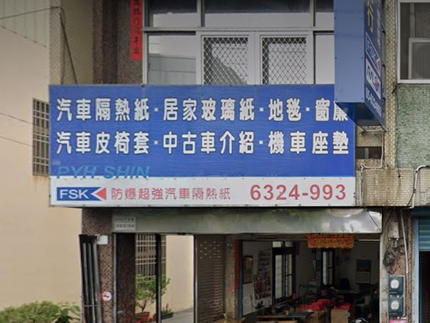 汽車隔熱紙·居家玻璃紙·地毯·窗簾
汽車皮椅套·中古車介紹·機車座墊
PYH SHIN
FSK 防爆超強汽車隔熱紙 6324-993